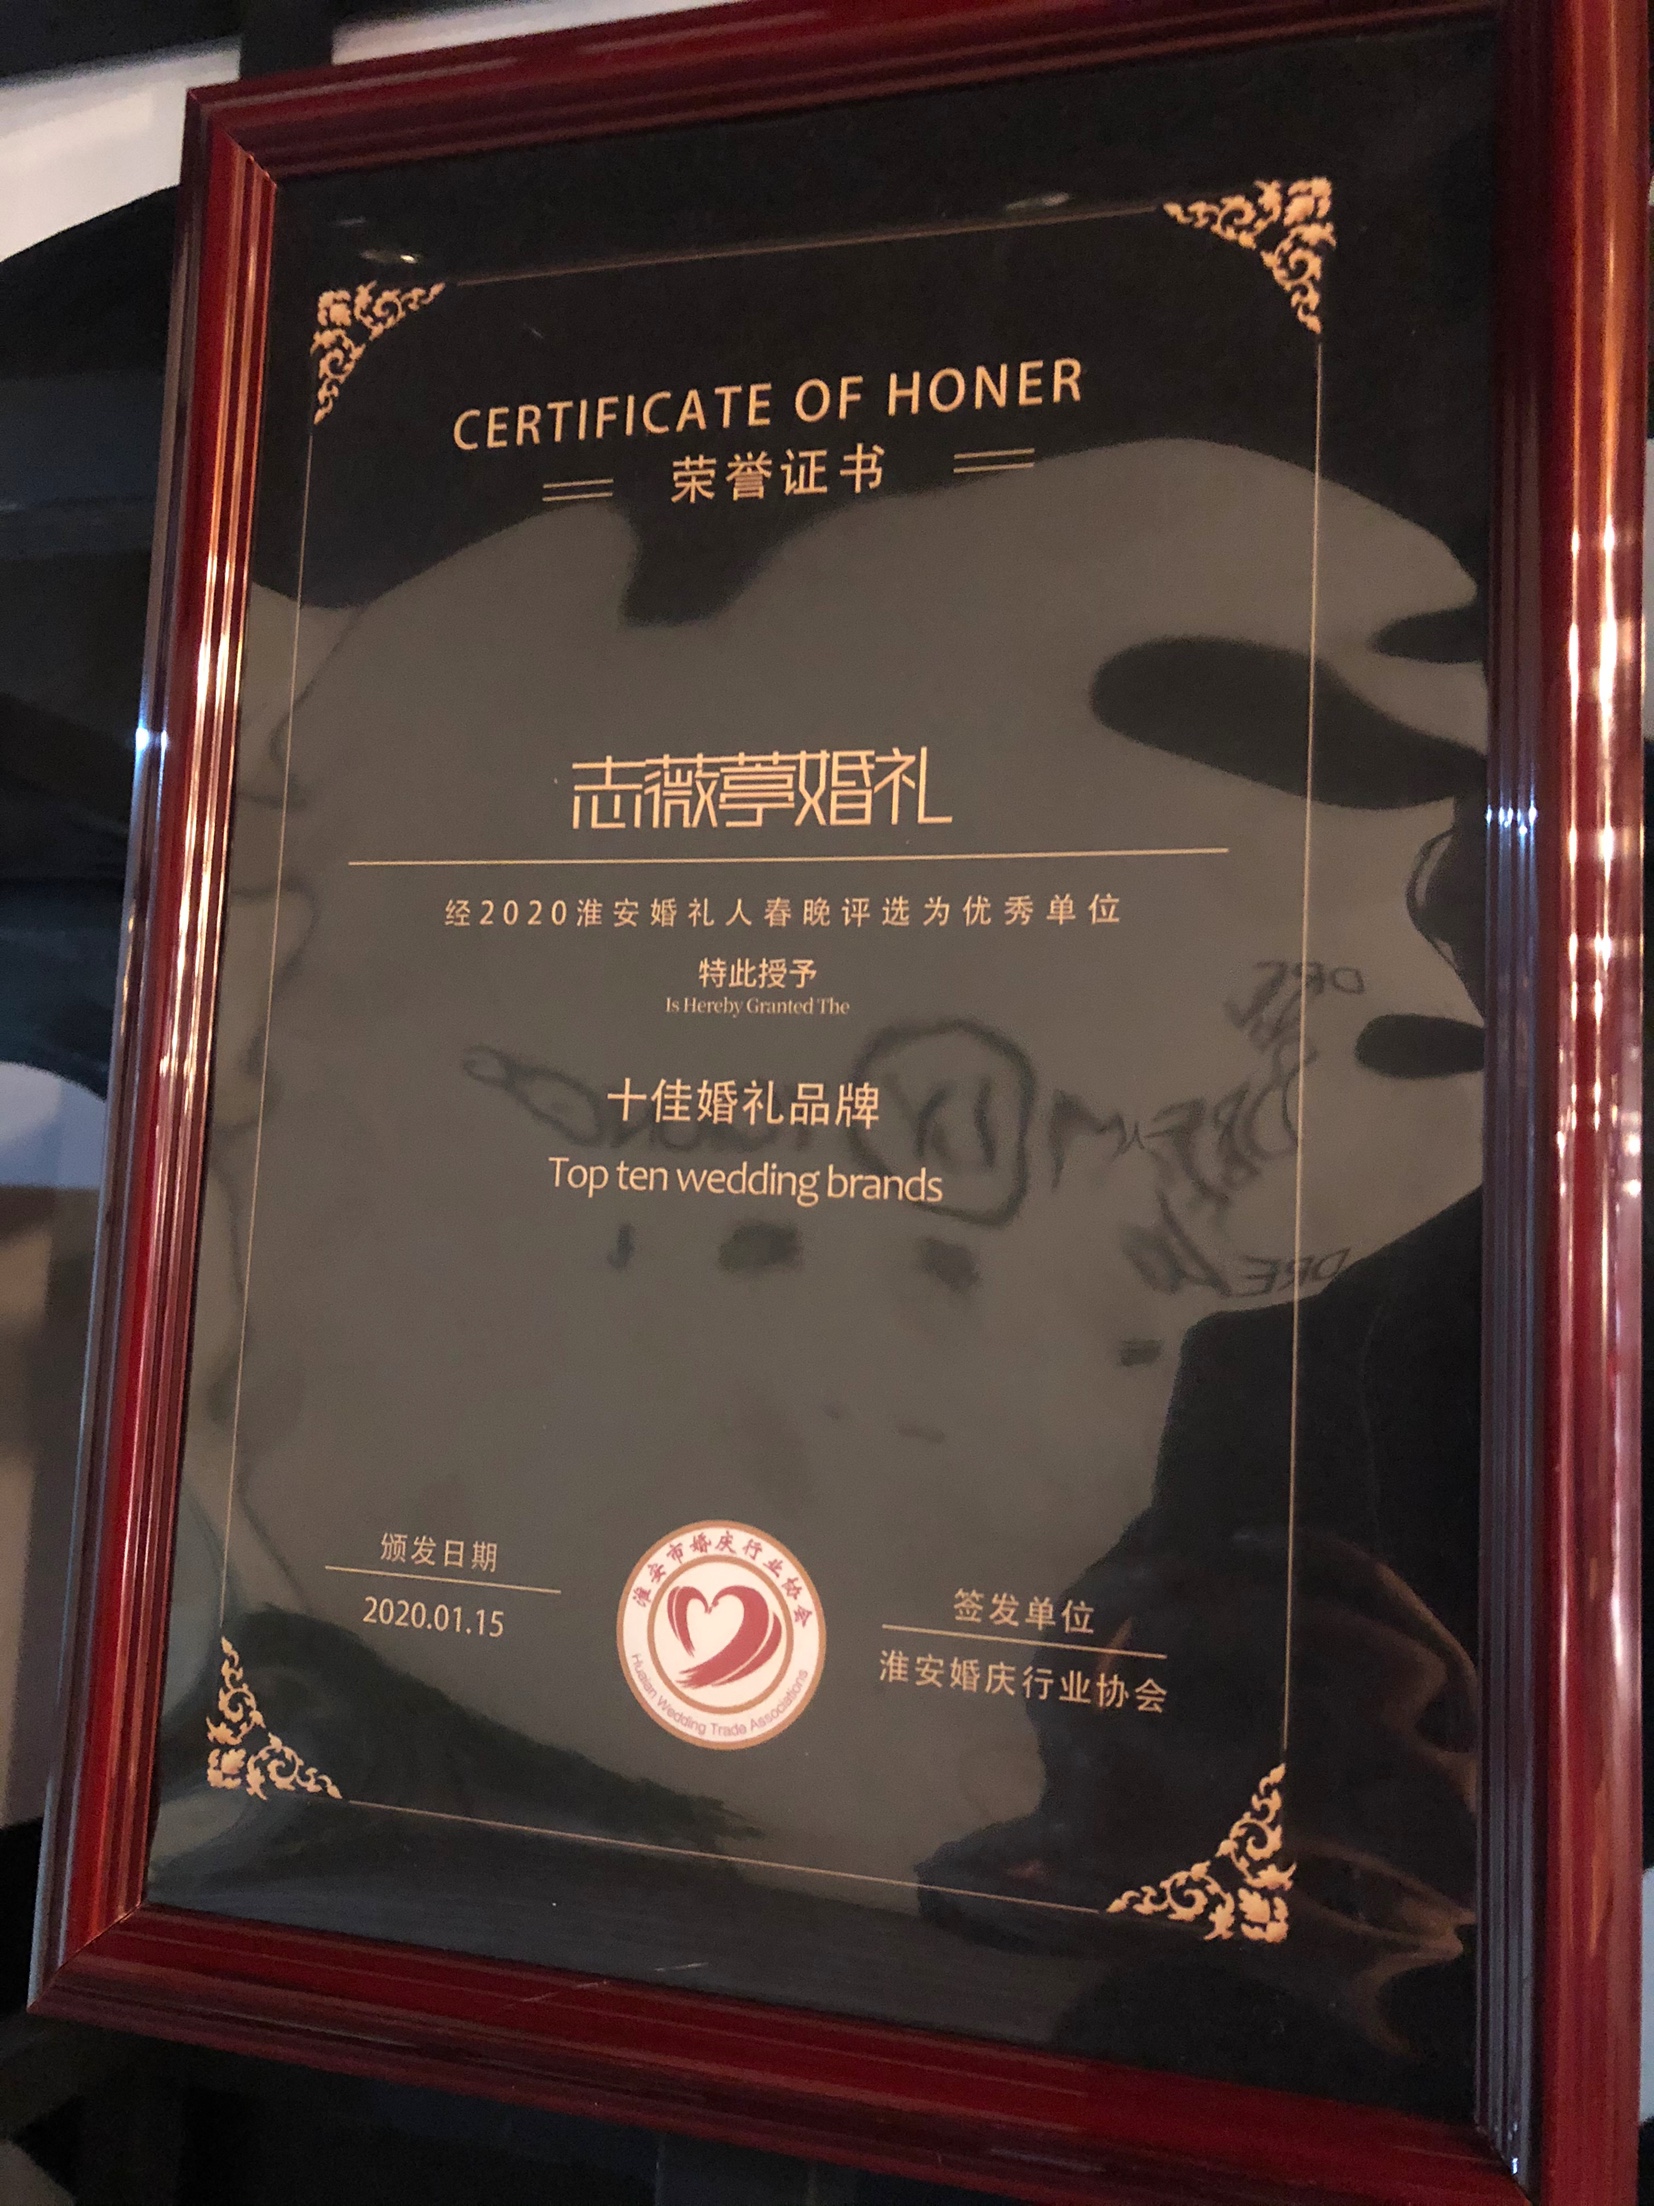 CERTIFICATE OF HONER
荣誉证书
志薇葶婚礼
经2020淮安婚礼人春晚评选为优秀单位
特此授予
Is Hereby Granted The
十佳婚礼品牌
Top ten wedding brands
颁发日期
2020.01.15
淮安市婚庆行业协会
Huaian Wedding Trade Associations
签发单位
淮安婚庆行业协会